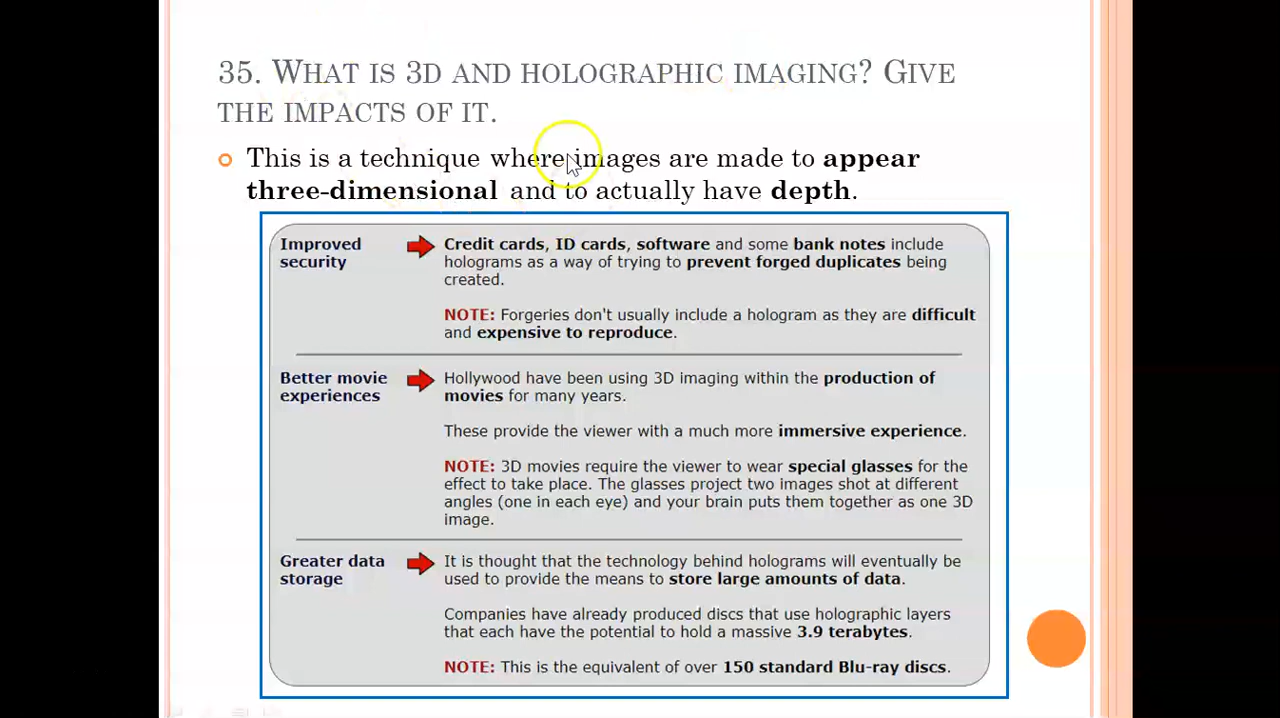 35. WHAT IS 3D AND HOLOGRAPHIC IMAGING? GIVE
THE IMPACTS OF IT.
This is a technique where images are made to appear
three-dimensional and to actually have depth.
Improved
security
Credit cards, ID cards, software and some bank notes include
holograms as a way of trying to prevent forged duplicates being
created.
NOTE: Forgeries don't usually include a hologram as they are difficult
and expensive to reproduce.
Better movie
experiences
Hollywood have been using 3D imaging within the production of
movies for many years.
These provide the viewer with a much more immersive experience.
NOTE: 3D movies require the viewer to wear special glasses for the
effect to take place. The glasses project two images shot at different
angles (one in each eye) and your brain puts them together as one 3D
image.
Greater data
storage
It is thought that the technology behind holograms will eventually be
used to provide the means to store large amounts of data.
Companies have already produced discs that use holographic layers
that each have the potential to hold a massive 3.9 terabytes.
NOTE: This is the equivalent of over 150 standard Blu-ray discs.